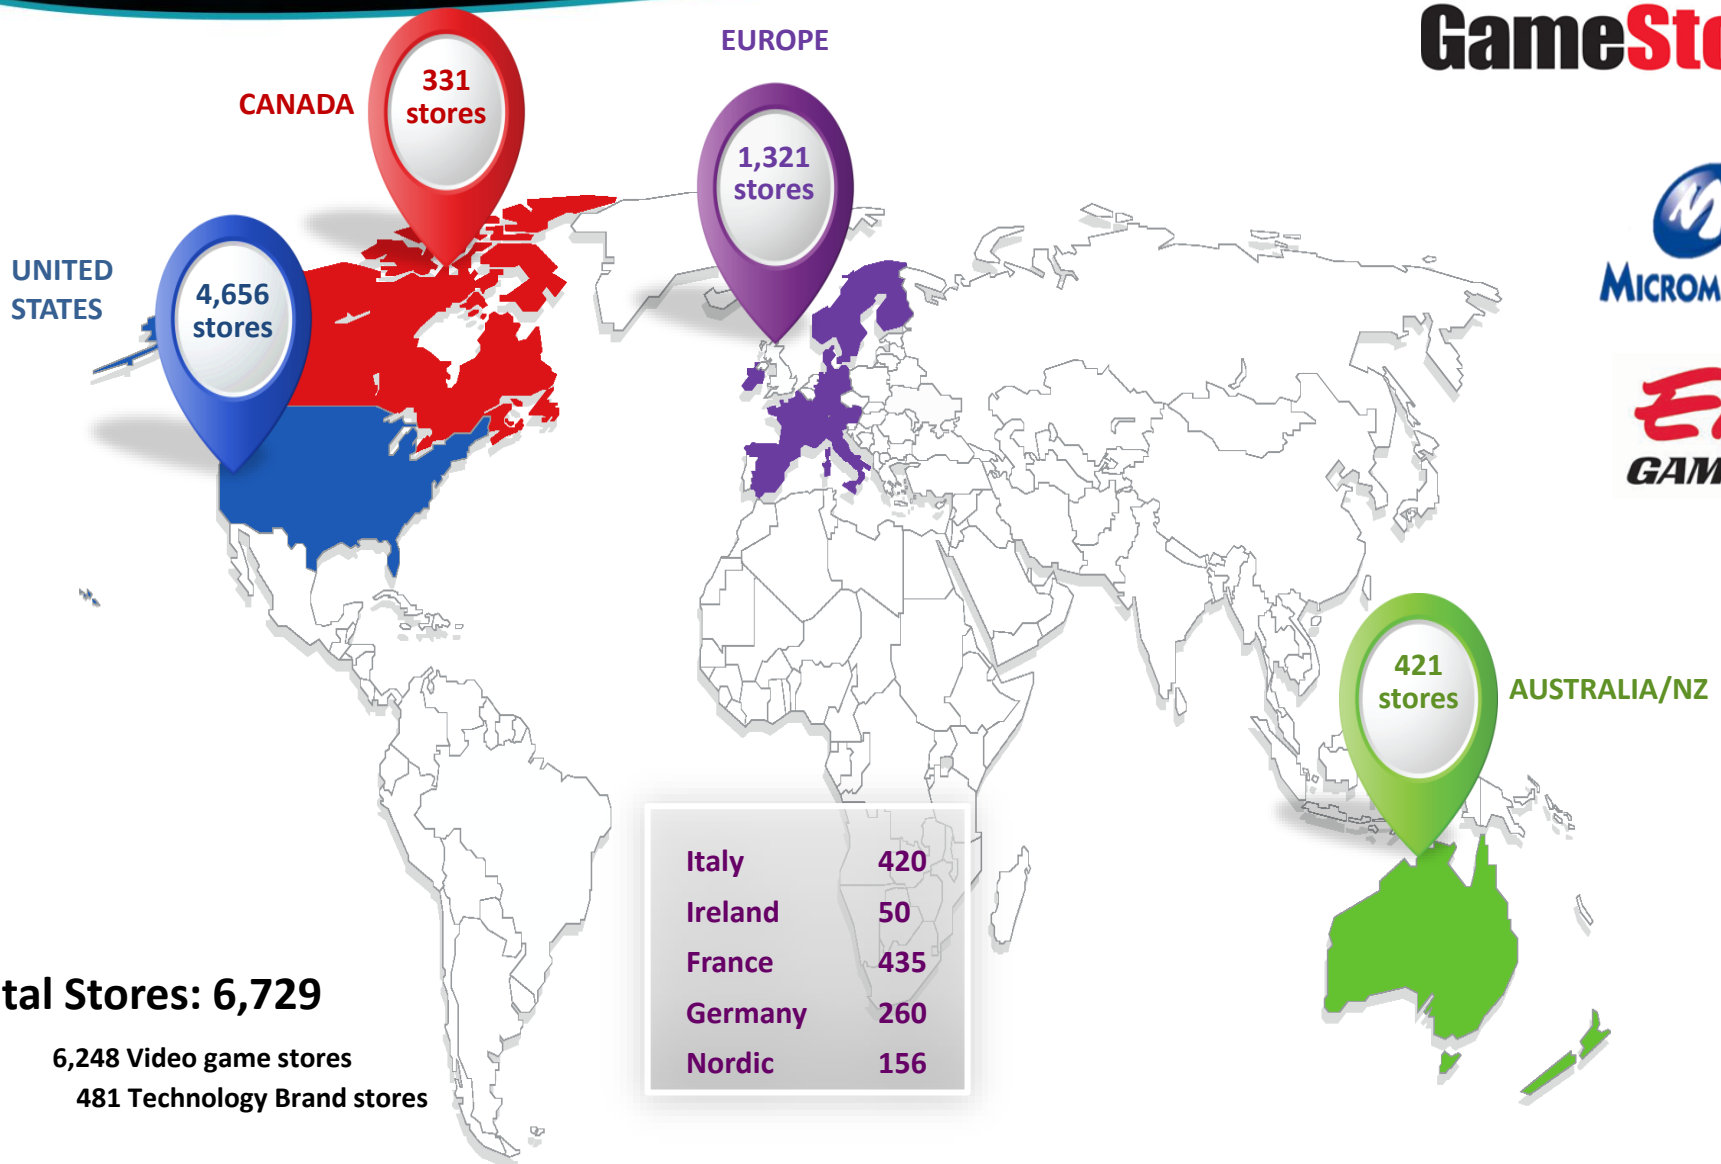 GameSto
EUROPE
CANADA
331
stores
1,321
stores
UNITED
STATES
4,656
stores
MICROM
GAM
421
stores
AUSTRALIA/NZ
Italy 420
Ireland 50
France 435
Germany 260
Nordic 156
tal Stores: 6,729
6,248 Video game stores
481 Technology Brand stores